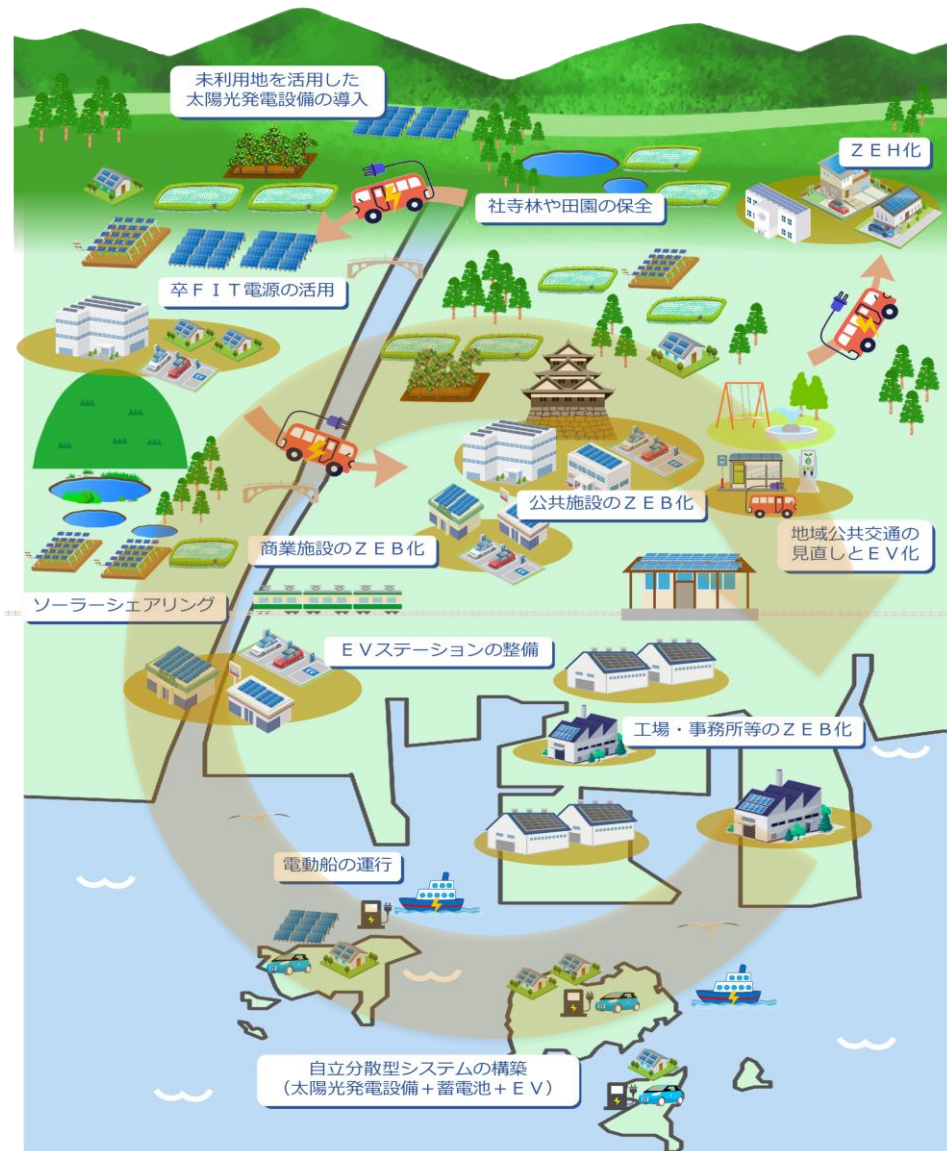 未利用地を活用した
太陽光発電設備の導入
ＺＥＨ化
社寺林や田園の保全
卒ＦＩＴ電源の活用
公共施設のＺＥＢ化
地域公共交通の
見直しとＥＶ化
商業施設のＺＥＢ化
ソーラーシェアリング
ＥＶステーションの整備
工場・事務所等のＺＥＢ化
電動船の運行
自立分散型システムの構築
（太陽光発電設備＋蓄電池＋ＥＶ）